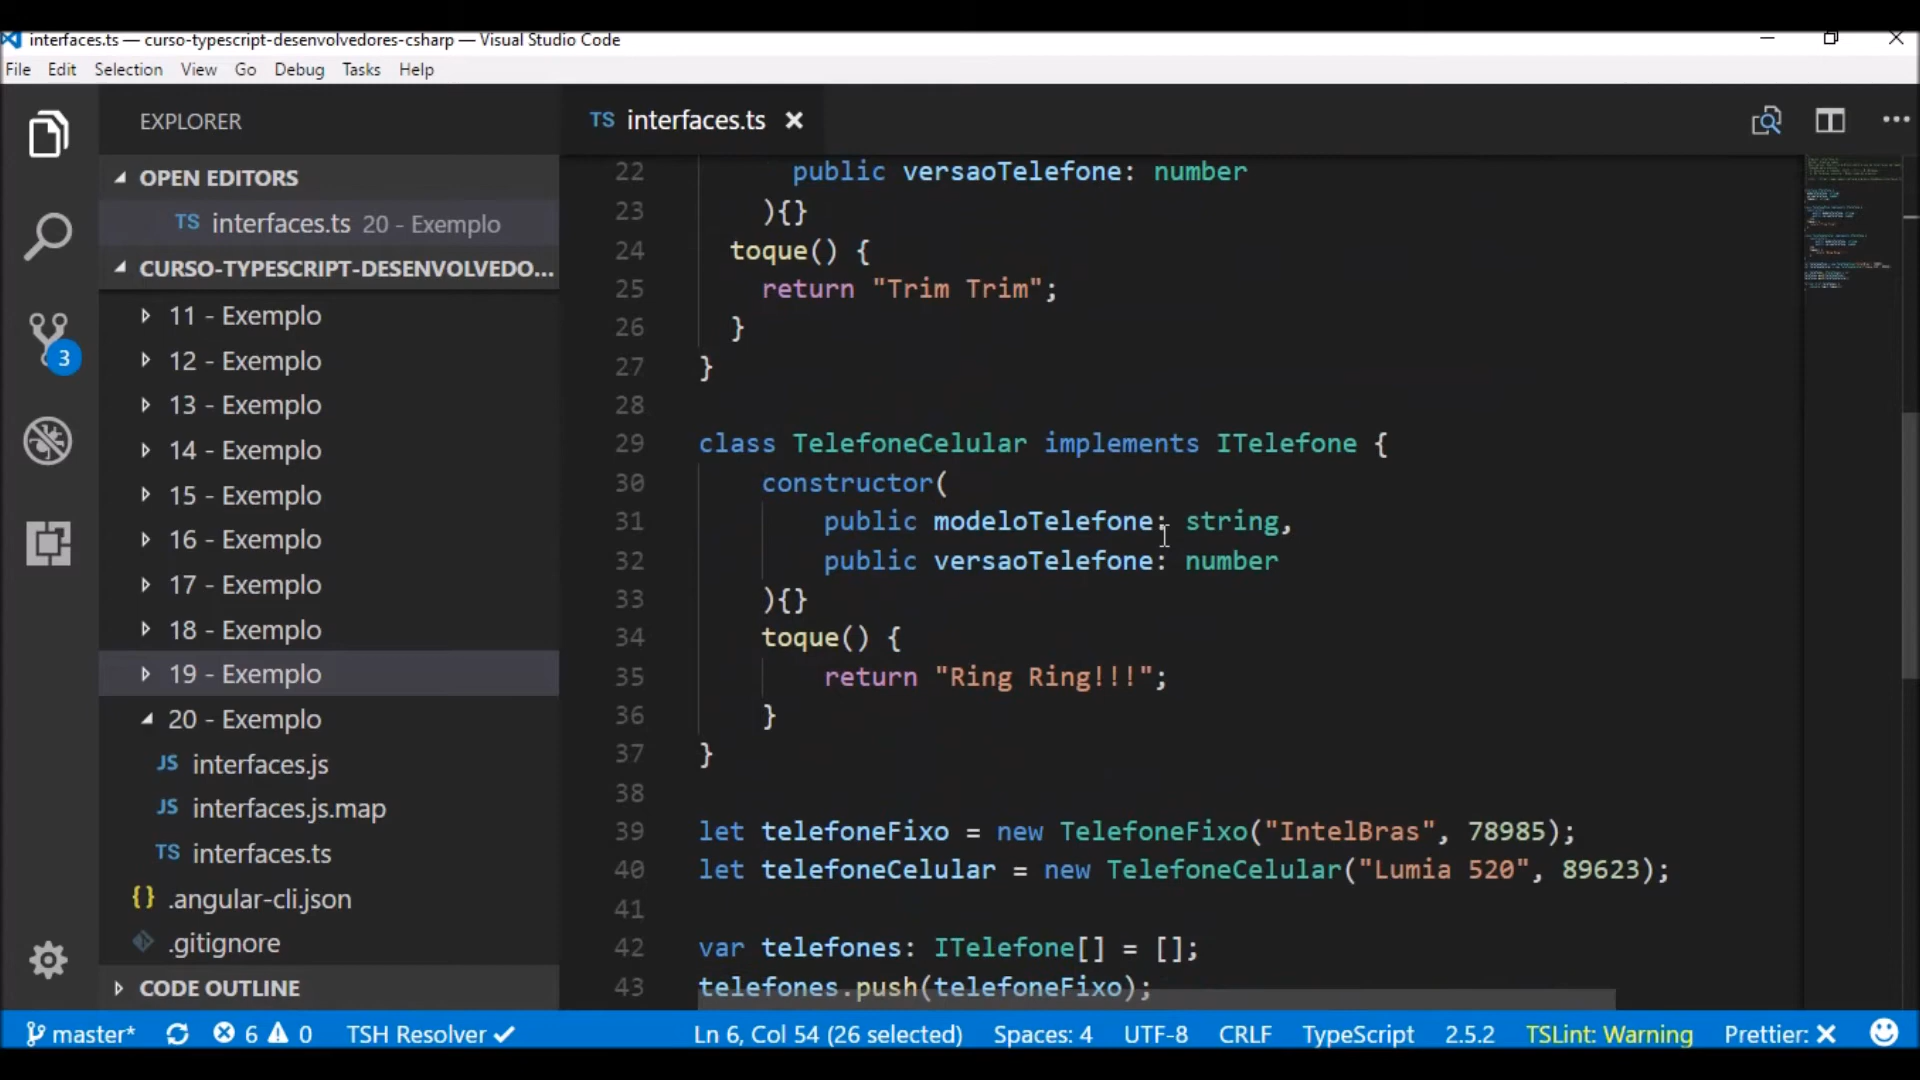 interfaces.ts — curso-typescript-desenvolvedores-csharp — Visual Studio Code
File Edit Selection View Go Debug Tasks Help
EXPLORER
OPEN EDITORS
TS interfaces.ts 20 - Exemplo
CURSO-TYPESCRIPT-DESENVOLVEDO...
11 - Exemplo
12 - Exemplo
13 - Exemplo
14 - Exemplo
15 - Exemplo
16 - Exemplo
17 - Exemplo
18 - Exemplo
19 - Exemplo
20 - Exemplo
JS interfaces.js
JS interfaces.js.map
TS interfaces.ts
{} .angular-cli.json
.gitignore
CODE OUTLINE
3
TS interfaces.ts
22 public versaoTelefone: number
23 ){}
24 toque() {
25 return "Trim Trim";
26 }
27 }
28
29 class TelefoneCelular implements ITelefone {
30 constructor(
31 public modeloTelefone: string,
32 public versaoTelefone: number
33 ){}
34 toque() {
35 return "Ring Ring!!!";
36 }
37 }
38
39 let telefoneFixo = new TelefoneFixo("IntelBras", 78985);
40 let telefoneCelular = new TelefoneCelular("Lumia 520", 89623);
41
42 var telefones: ITelefone[] = [];
43 telefones.push(telefoneFixo);
master* 6 0 TSH Resolver Ln 6, Col 54 (26 selected) Spaces: 4 UTF-8 CRLF TypeScript 2.5.2 TSLint: Warning Prettier: